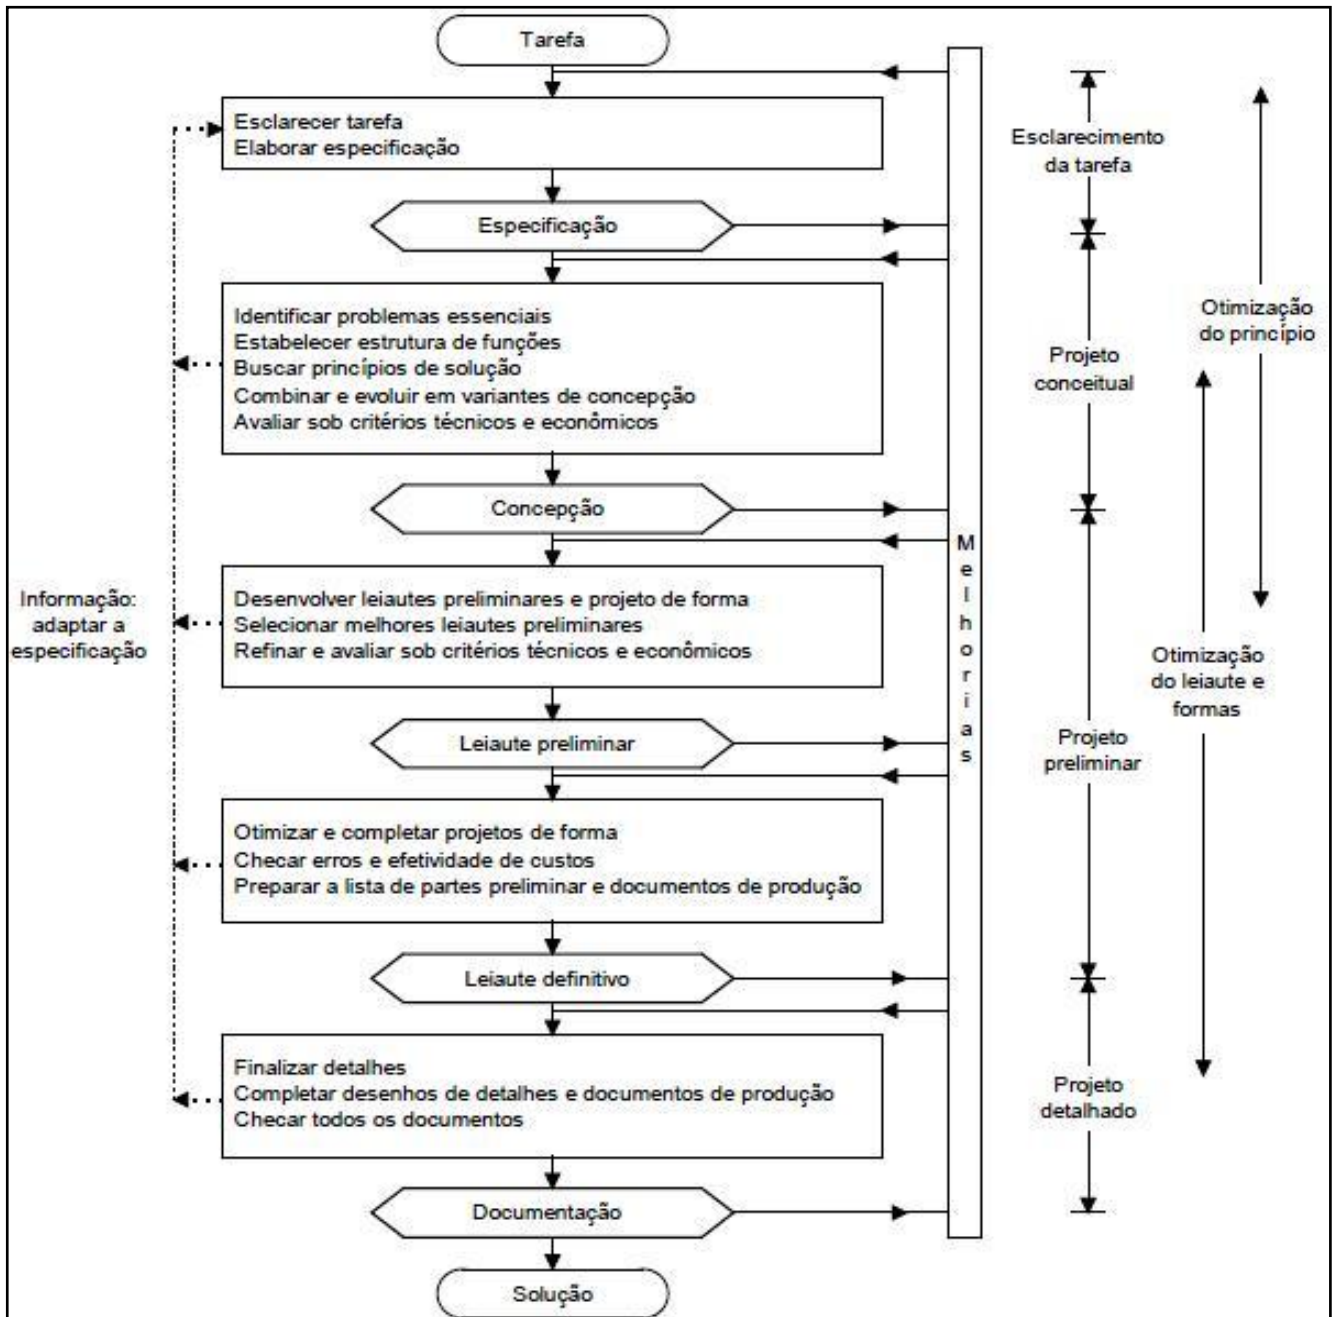 Tarefa
Esclarecer tarefa
Elaborar especificação
Esclarecimento
da tarefa
Especificação
Identificar problemas essenciais
Estabelecer estrutura de funções
Buscar princípios de solução
Combinar e evoluir em variantes de concepção
Avaliar sob critérios técnicos e econômicos
Projeto
conceitual
Otimização
do princípio
Concepção
Melhorias
Informação:
adaptar a
especificação
Desenvolver leiautes preliminares e projeto de forma
Selecionar melhores leiautes preliminares
Refinar e avaliar sob critérios técnicos e econômicos
Otimização
do leiaute e
formas
Leiaute preliminar
Projeto
preliminar
Otimizar e completar projetos de forma
Checar erros e efetividade de custos
Preparar a lista de partes preliminar e documentos de produção
Leiaute definitivo
Finalizar detalhes
Completar desenhos de detalhes e documentos de produção
Checar todos os documentos
Projeto
detalhado
Documentação
Solução